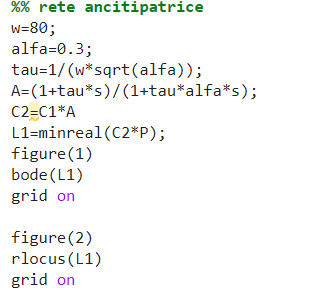 %% rete ancitipatrice
w=80;
alfa=0.3;
tau=1/(w*sqrt(alfa));
A=(1+tau*s)/(1+tau*alfa*s);
C2=C1*A
L1=minreal(C2*P);
figure(1)
bode(L1)
grid on
figure(2)
rlocus(L1)
grid on